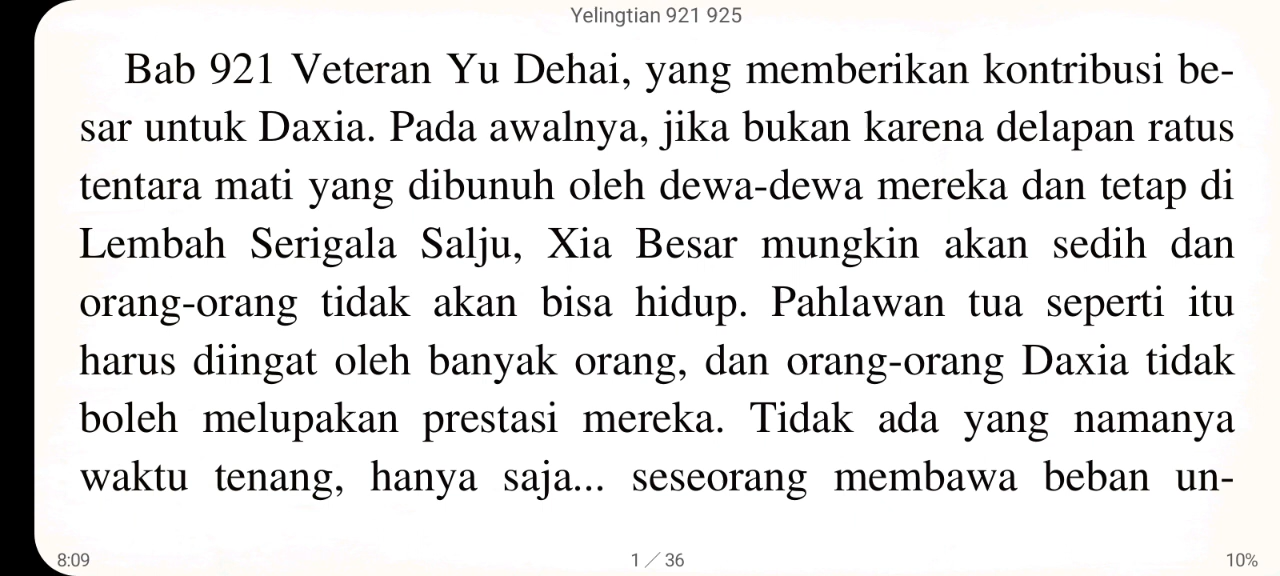 Yelingtian 921 925
Bab 921 Veteran Yu Dehai, yang memberikan kontribusi be-
sar untuk Daxia. Pada awalnya, jika bukan karena delapan ratus
tentara mati yang dibunuh oleh dewa-dewa mereka dan tetap di
Lembah Serigala Salju, Xia Besar mungkin akan sedih dan
orang-orang tidak akan bisa hidup. Pahlawan tua seperti itu
harus diingat oleh banyak orang, dan orang-orang Daxia tidak
boleh melupakan prestasi mereka. Tidak ada yang namanya
waktu tenang, hanya saja... seseorang membawa beban un-
8:09 1 / 36 10%